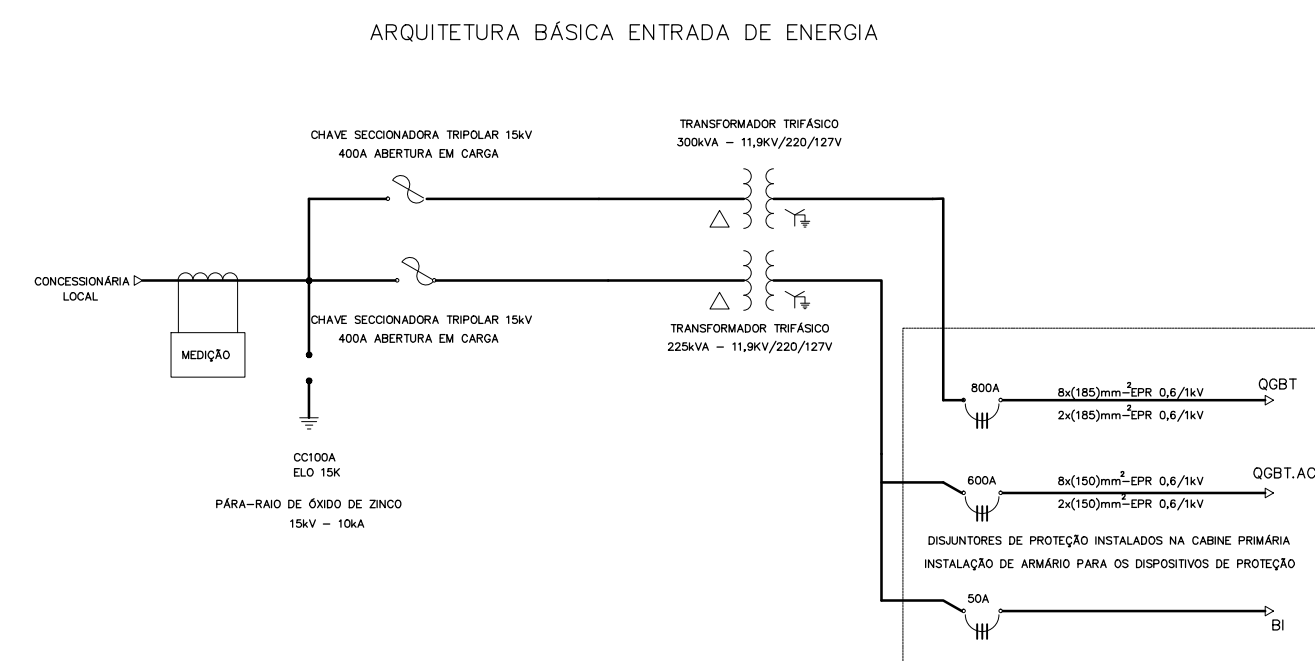 ARQUITETURA BÁSICA ENTRADA DE ENERGIA
TRANSFORMADOR TRIFÁSICO
300kVA - 11,9KV/220/127V
CHAVE SECCIONADORA TRIPOLAR 15kV
400A ABERTURA EM CARGA
CONCESSIONÁRIA
LOCAL
MEDIÇÃO
CHAVE SECCIONADORA TRIPOLAR 15kV
400A ABERTURA EM CARGA
TRANSFORMADOR TRIFÁSICO
225kVA - 11,9KV/220/127V
CC100A
ELO 15K
PÁRA-RAIO DE ÓXIDO DE ZINCO
15kV - 10kA
800A
8x(185)mm²-EPR 0,6/1kV
2x(185)mm²-EPR 0,6/1kV
QGBT
600A
8x(150)mm²-EPR 0,6/1kV
2x(150)mm²-EPR 0,6/1kV
QGBT.AC
DISJUNTORES DE PROTEÇÃO INSTALADOS NA CABINE PRIMÁRIA
INSTALAÇÃO DE ARMÁRIO PARA OS DISPOSITIVOS DE PROTEÇÃO
50A
BI